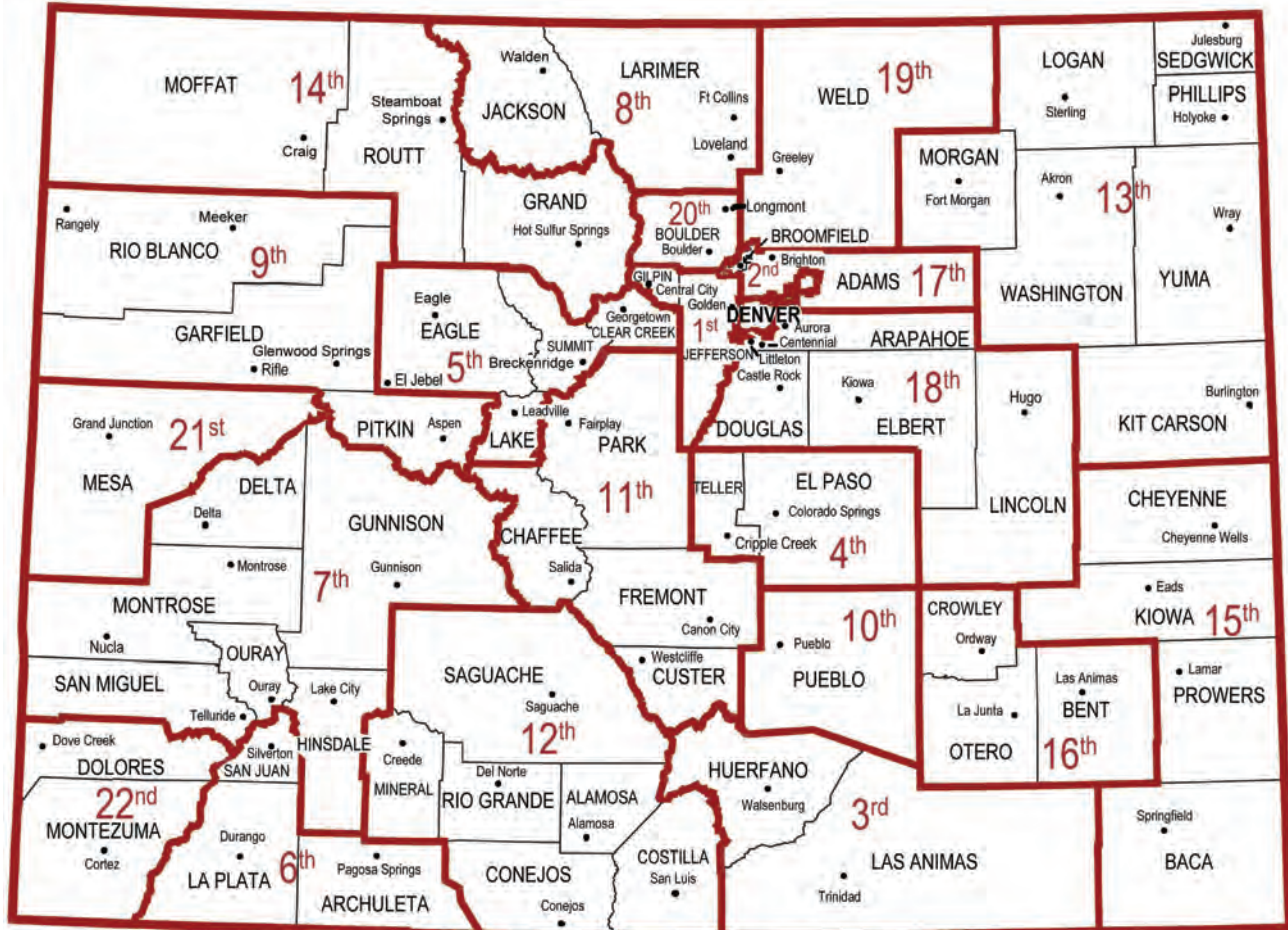 MOFFAT
14th
Craig
Steamboat
Springs
ROUTT
Walden
JACKSON
LARIMER
8th
Ft Collins
Loveland
WELD
19th
Greeley
LOGAN
Sterling
Julesburg
SEDGWICK
PHILLIPS
Holyoke
MORGAN
Fort Morgan
Akron
13th
WASHINGTON
Wray
YUMA
Rangely
Meeker
RIO BLANCO
9th
GARFIELD
Glenwood Springs
Rifle
GRAND
Hot Sulfur Springs
20th
Longmont
BOULDER
Boulder
BROOMFIELD
2nd
Brighton
ADAMS
17th
GILPIN
Central City
Golden
Georgetown
CLEAR CREEK
1st
JEFFERSON
DENVER
Aurora
Centennial
Littleton
ARAPAHOE
Eagle
EAGLE
5th
El Jebel
SUMMIT
Breckenridge
Castle Rock
DOUGLAS
Kiowa
18th
ELBERT
Hugo
LINCOLN
Burlington
KIT CARSON
Grand Junction
21st
MESA
PITKIN
Aspen
Leadville
LAKE
Fairplay
PARK
11th
DELTA
Delta
GUNNISON
Gunnison
7th
CHAFFEE
Salida
TELLER
Cripple Creek
EL PASO
Colorado Springs
4th
CHEYENNE
Cheyenne Wells
Montrose
MONTROSE
Nucla
OURAY
Ouray
SAN MIGUEL
Telluride
FREMONT
Canon City
Westcliffe
CUSTER
10th
Pueblo
PUEBLO
CROWLEY
Ordway
Eads
KIOWA
15th
Lamar
PROWERS
Las Animas
BENT
16th
La Junta
OTERO
Lake City
HINSDALE
SAGUACHE
Saguache
12th
Creede
MINERAL
Del Norte
RIO GRANDE
ALAMOSA
Alamosa
Dove Creek
DOLORES
Silverton
SAN JUAN
22nd
MONTEZUMA
Cortez
Durango
LA PLATA
6th
Pagosa Springs
ARCHULETA
CONEJOS
Conejos
COSTILLA
San Luis
HUERFANO
Walsenburg
3rd
LAS ANIMAS
Trinidad
Springfield
BACA